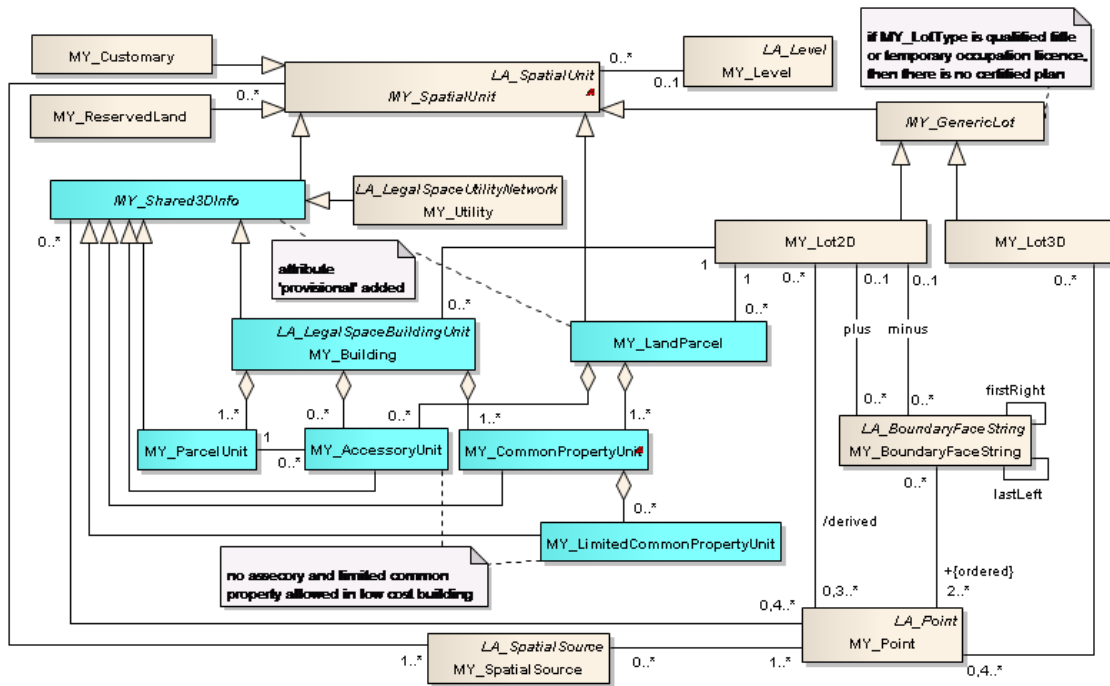 MY_Customary
MY_ReservedLand
0..*
LA_SpatialUnit
MY_SpatialUnit
0..*
0..1
LA_Level
MY_Level
if MY_LotType is qualified title
or temporary occupation licence,
then there is no certified plan
MY_GenericLot
MY_Shared3DInfo
0..*
LA_LegalSpaceUtilityNetwork
MY_Utility
attribute
'provisional' added
MY_Lot2D
MY_Lot3D
1
1
0..*
0..1
0..1
0..*
0..*
0..*
plus
minus
LA_LegalSpaceBuildingUnit
MY_Building
MY_LandParcel
1..*
0..*
0..*
1..*
1..*
0..*
0..*
firstRight
MY_ParcelUnit
1
0..*
MY_AccessoryUnit
MY_CommonPropertyUnit
LA_BoundaryFaceString
MY_BoundaryFaceString
lastLeft
0..*
0..*
MY_LimitedCommonPropertyUnit
/derived
no assecory and limited common
property allowed in low cost building
+{ordered}
2..*
0,4..*
0,3..*
LA_Point
MY_Point
1..*
LA_SpatialSource
MY_SpatialSource
0..*
1..*
0,4..*